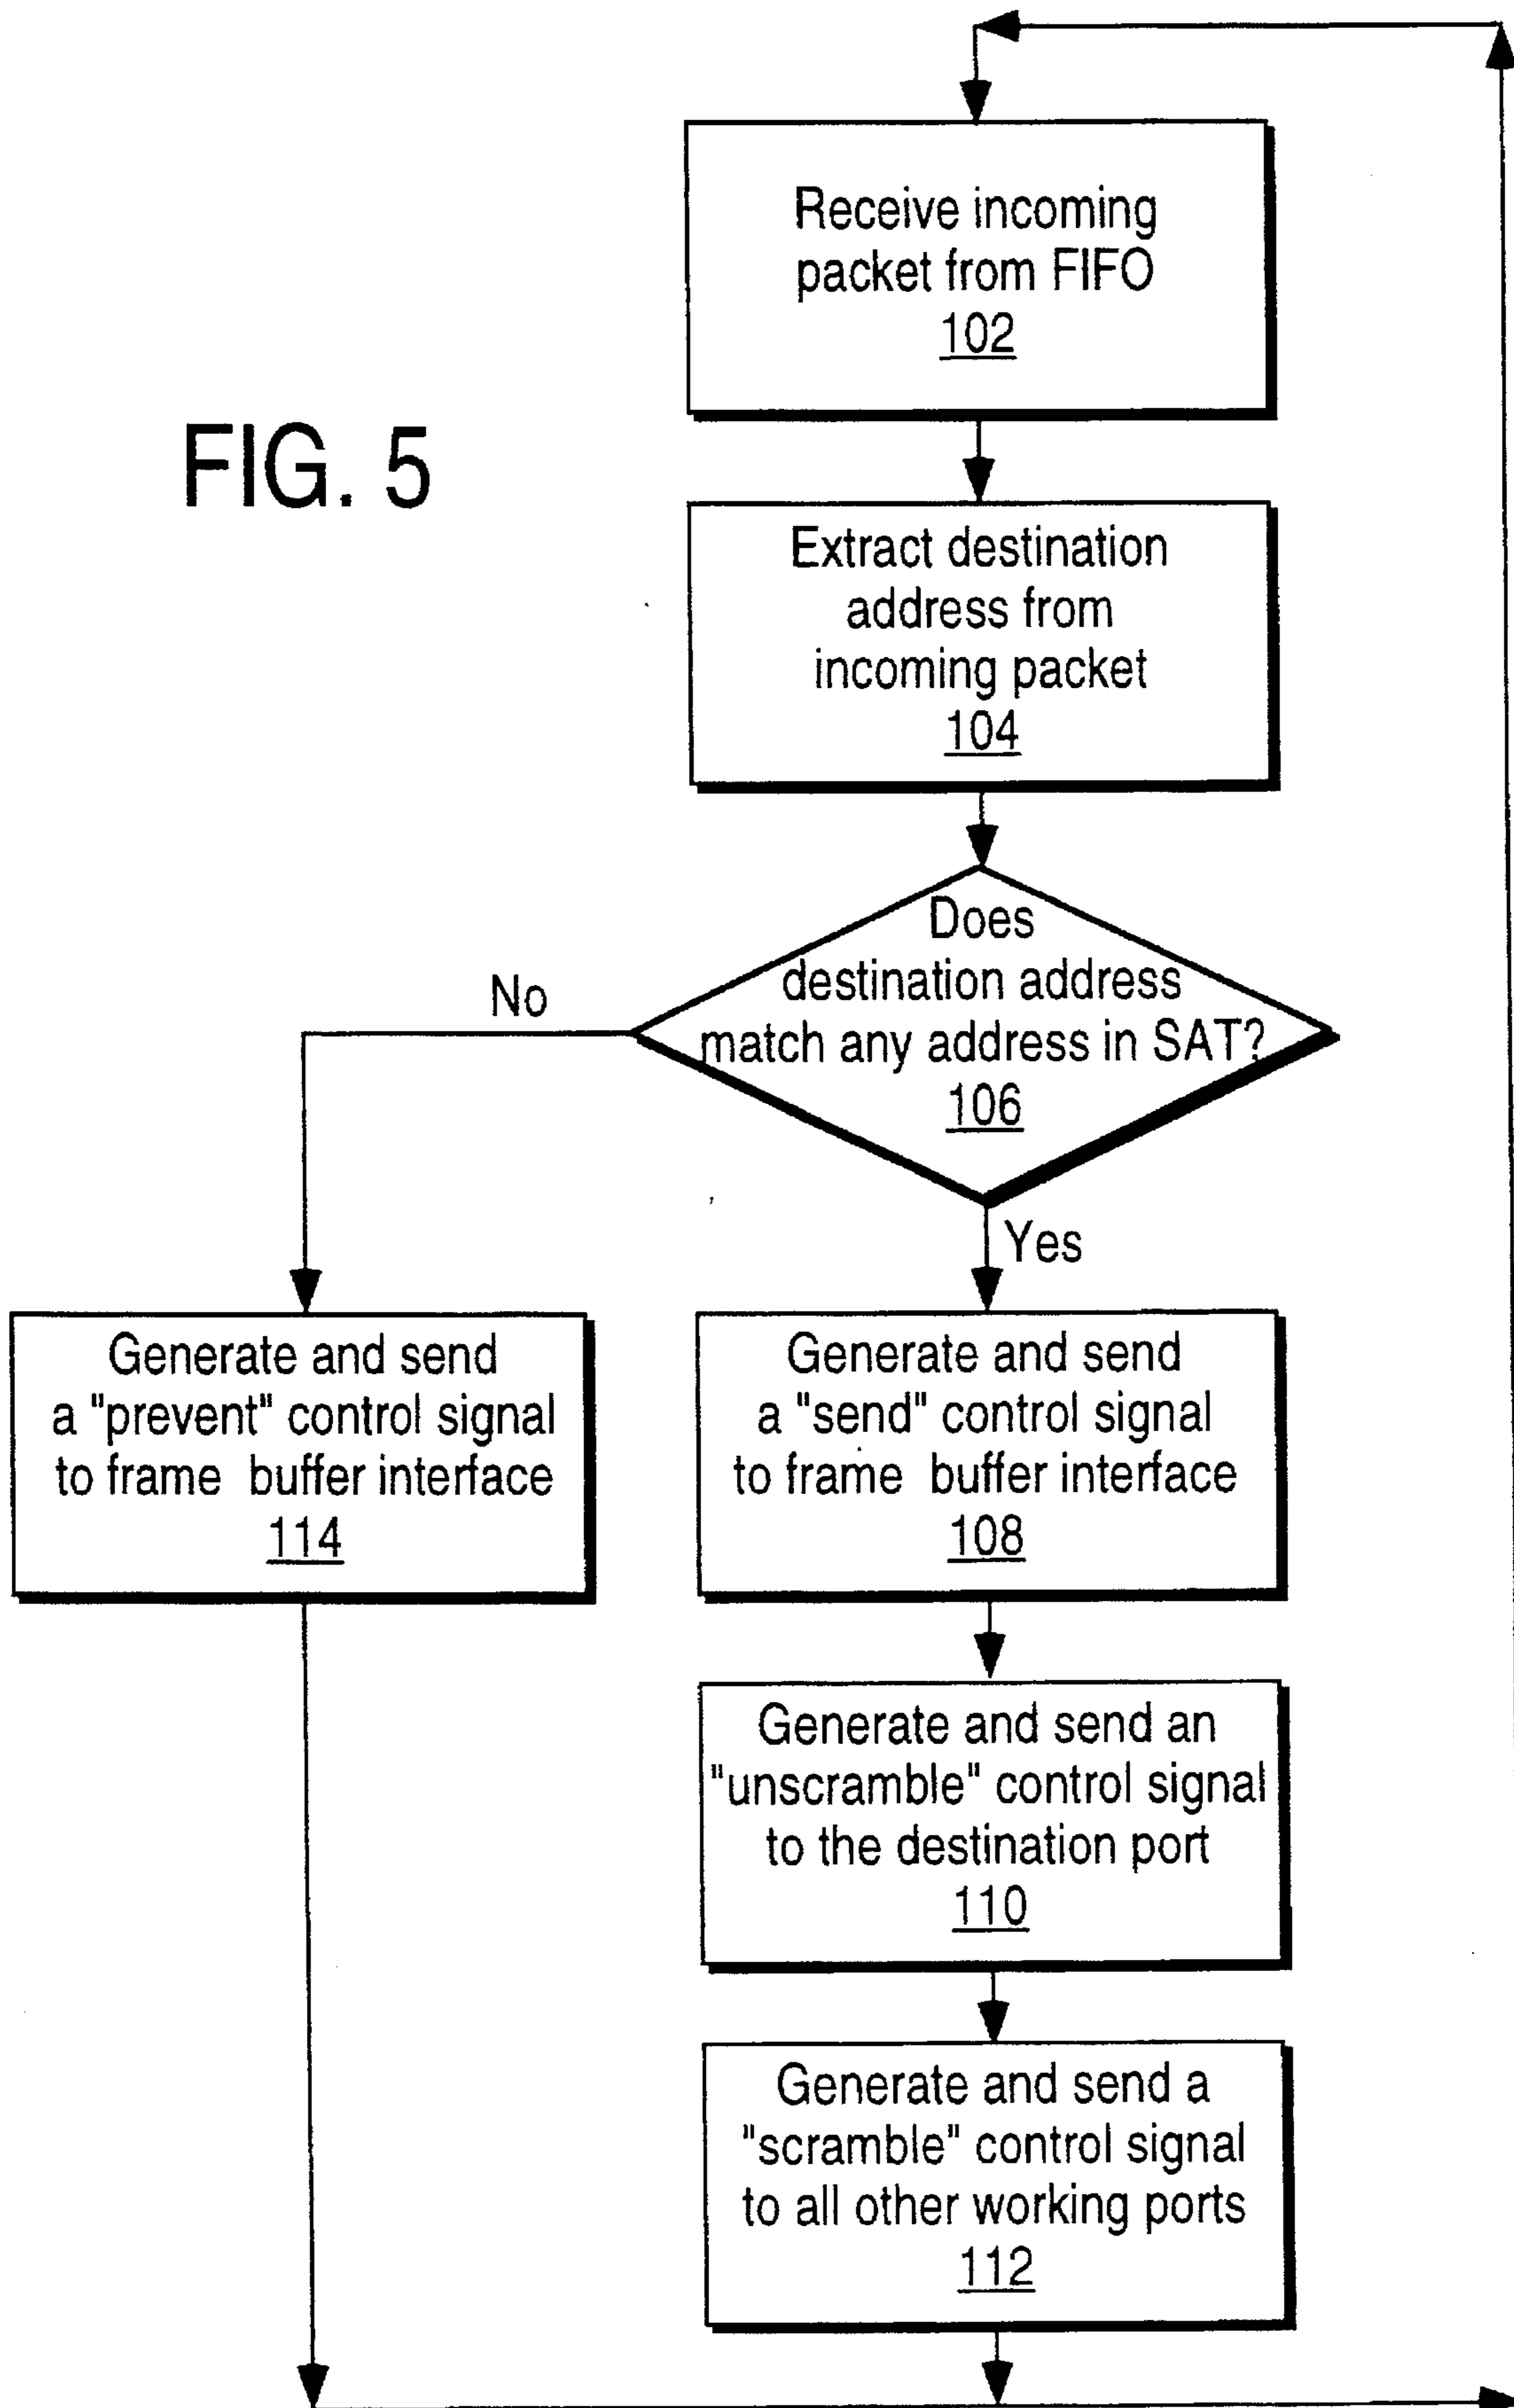 Receive incoming
packet from FIFO
102
FIG. 5
Extract destination
address from
incoming packet
104
Does
destination address
match any address in SAT?
106
No
Yes
Generate and send
a "prevent" control signal
to frame buffer interface
114
Generate and send
a "send" control signal
to frame buffer interface
108
Generate and send an
"unscramble" control signal
to the destination port
110
Generate and send a
"scramble" control signal
to all other working ports
112